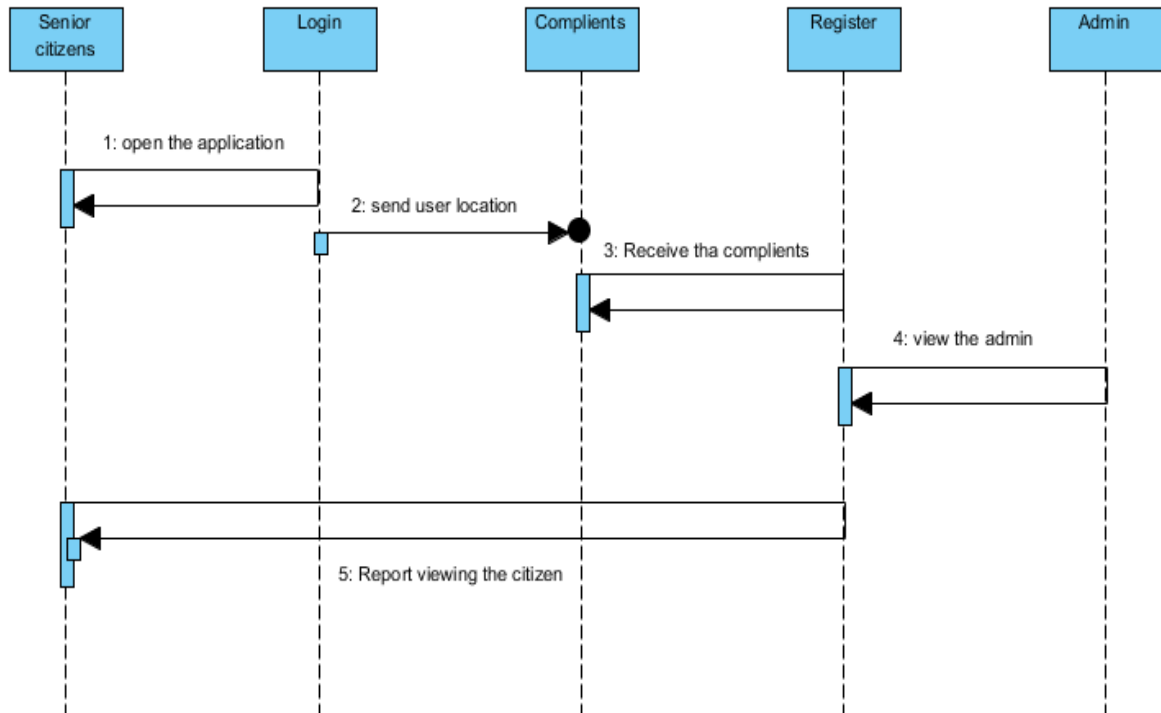 Senior
citizens
Login
Complients
Register
Admin
1: open the application
2: send user location
3: Receive tha complients
4: view the admin
5: Report viewing the citizen